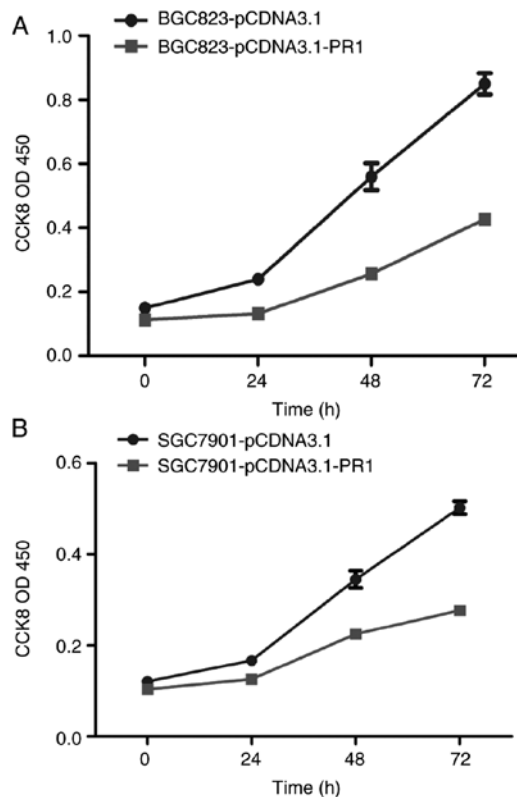 A
BGC823-pCDNA3.1
BGC823-pCDNA3.1-PR1
1.0
0.8
0.6
0.4
0.2
0.0
CCK8 OD 450
0 24 48 72
Time (h)
B
SGC7901-pCDNA3.1
SGC7901-pCDNA3.1-PR1
0.6
0.4
0.2
0.0
CCK8 OD 450
0 24 48 72
Time (h)